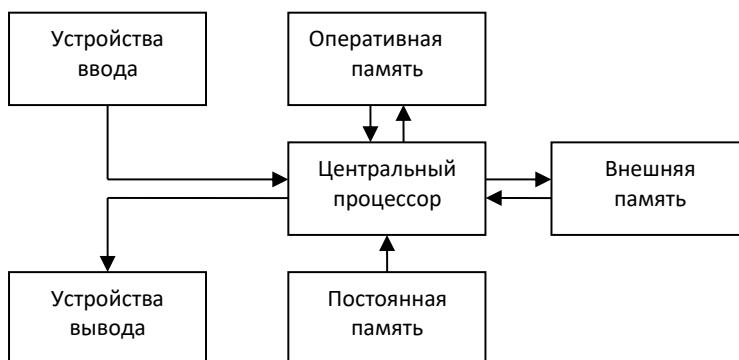 Устройства
ввода
Оперативная
память
Центральный
процессор
Внешняя
память
Устройства
вывода
Постоянная
память